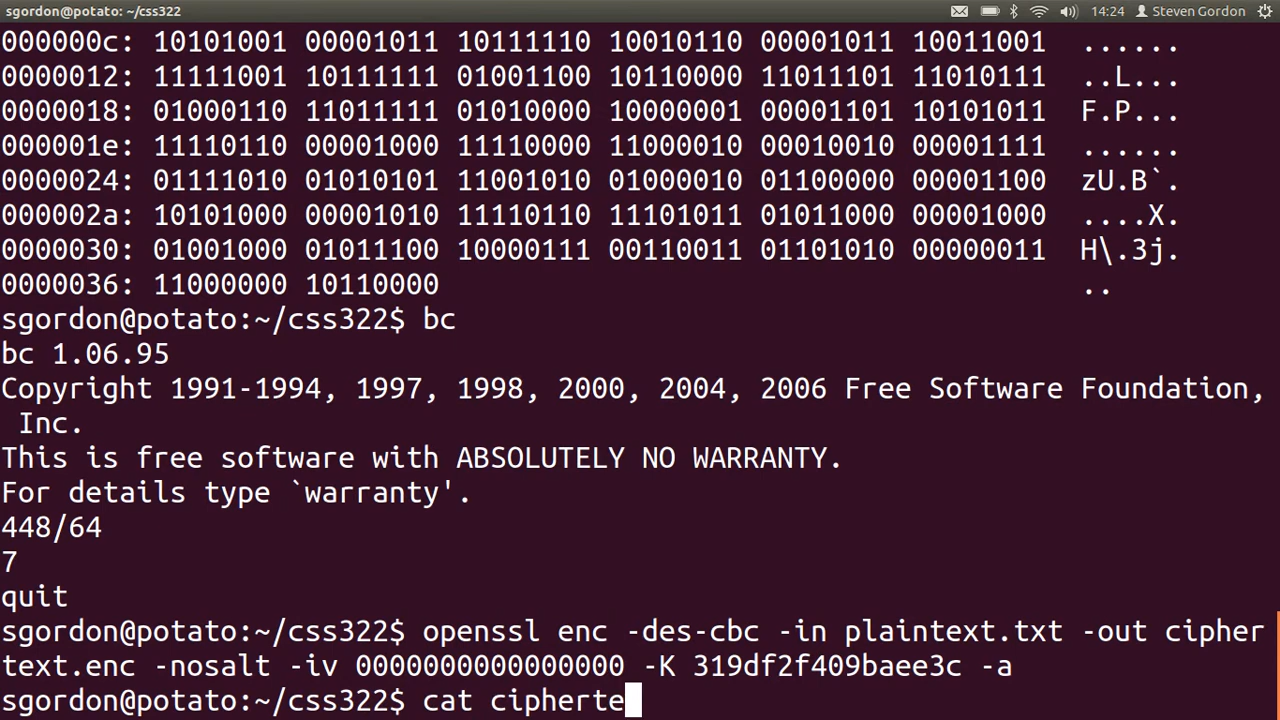 sgordon@potato: ~/css322 14:24 Steven Gordon
000000c: 10101001 00001011 10111110 10010110 00001011 10011001 ......
0000012: 11111001 10111111 01001100 10110000 11011101 11010111 ..L...
0000018: 01000110 11011111 01010000 10000001 00001101 10101011 F.P...
000001e: 11110110 00001000 11110000 11000010 00010010 00001111 ......
0000024: 01111010 01010101 11001010 01000010 01100000 00001100 zU.B`.
000002a: 10101000 00001010 11110110 11101011 01011000 00001000 ....X.
0000030: 01001000 01011100 10000111 00110011 01101010 00000011 H\.3j.
0000036: 11000000 10110000 ..
sgordon@potato:~/css322$ bc
bc 1.06.95
Copyright 1991-1994, 1997, 1998, 2000, 2004, 2006 Free Software Foundation,
Inc.
This is free software with ABSOLUTELY NO WARRANTY.
For details type `warranty'.
448/64
7
quit
sgordon@potato:~/css322$ openssl enc -des-cbc -in plaintext.txt -out cipher
text.enc -nosalt -iv 0000000000000000 -K 319df2f409baee3c -a
sgordon@potato:~/css322$ cat cipherte